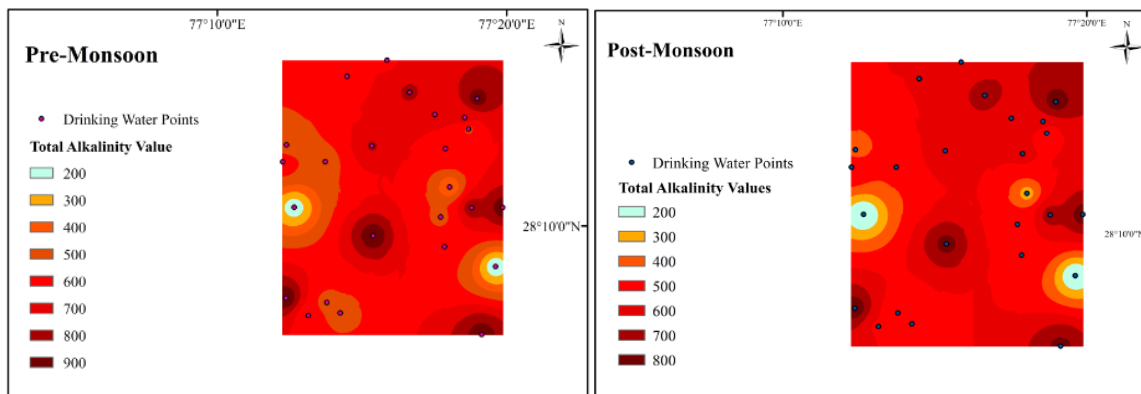 77°10'0"E
77°20'0"E
N
Pre-Monsoon
Drinking Water Points
Total Alkalinity Value
200
300
400
500
600
700
800
900
28°10'0"N
77°10'0"E
77°20'0"E
N
Post-Monsoon
Drinking Water Points
Total Alkalinity Values
200
300
400
500
600
700
800
28°10'0"N